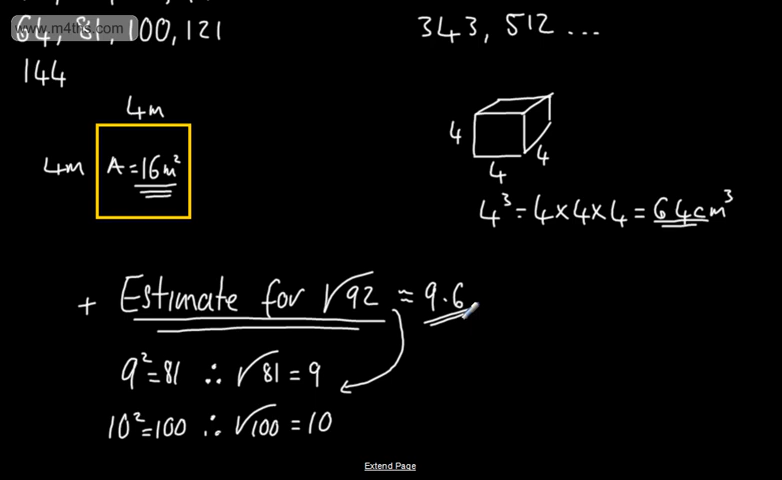 www.m4ths.com
64, 81, 100, 121
144
343, 512 ...
4m
4m
A = 16m²
4
4
4
4³ = 4 × 4 × 4 = 64cm³
+ Estimate for √92 ≈ 9.6
9² = 81 ∴ √81 = 9
10² = 100 ∴ √100 = 10
Extend Page